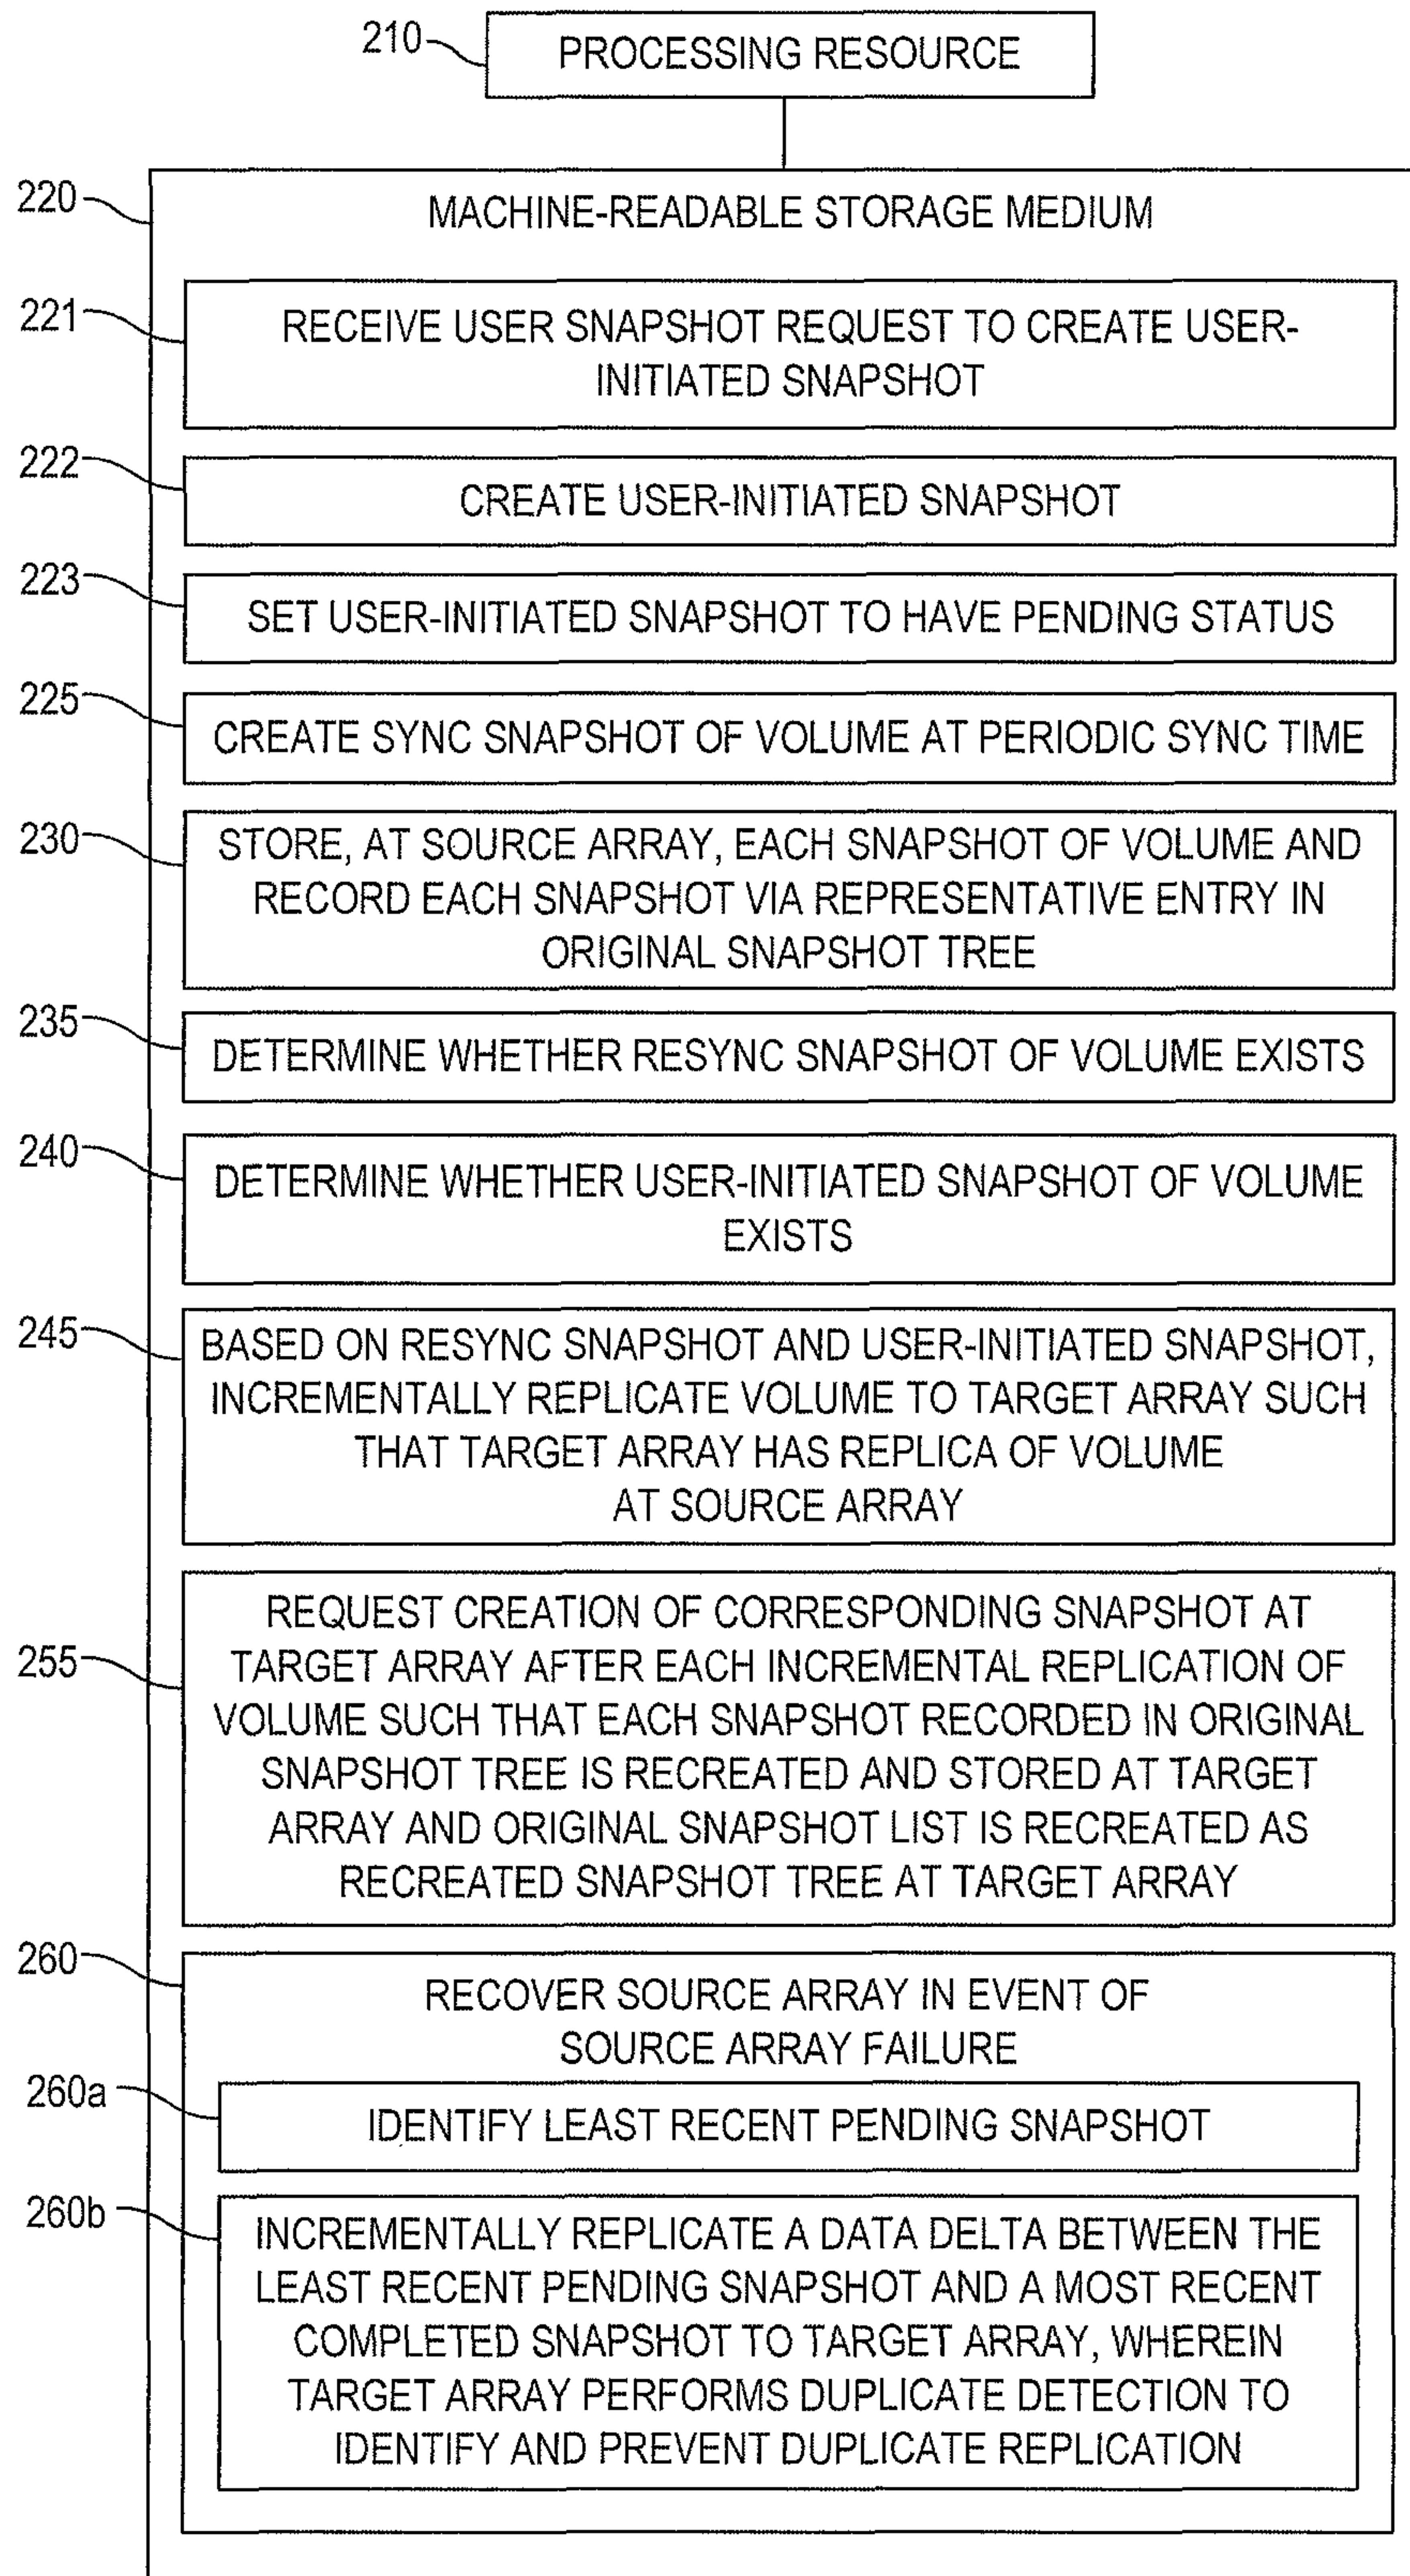 210
PROCESSING RESOURCE
220
MACHINE-READABLE STORAGE MEDIUM
221
RECEIVE USER SNAPSHOT REQUEST TO CREATE USER-
INITIATED SNAPSHOT
222
CREATE USER-INITIATED SNAPSHOT
223
SET USER-INITIATED SNAPSHOT TO HAVE PENDING STATUS
225
CREATE SYNC SNAPSHOT OF VOLUME AT PERIODIC SYNC TIME
230
STORE, AT SOURCE ARRAY, EACH SNAPSHOT OF VOLUME AND
RECORD EACH SNAPSHOT VIA REPRESENTATIVE ENTRY IN
ORIGINAL SNAPSHOT TREE
235
DETERMINE WHETHER RESYNC SNAPSHOT OF VOLUME EXISTS
240
DETERMINE WHETHER USER-INITIATED SNAPSHOT OF VOLUME
EXISTS
245
BASED ON RESYNC SNAPSHOT AND USER-INITIATED SNAPSHOT,
INCREMENTALLY REPLICATE VOLUME TO TARGET ARRAY SUCH
THAT TARGET ARRAY HAS REPLICA OF VOLUME
AT SOURCE ARRAY
255
REQUEST CREATION OF CORRESPONDING SNAPSHOT AT
TARGET ARRAY AFTER EACH INCREMENTAL REPLICATION OF
VOLUME SUCH THAT EACH SNAPSHOT RECORDED IN ORIGINAL
SNAPSHOT TREE IS RECREATED AND STORED AT TARGET
ARRAY AND ORIGINAL SNAPSHOT LIST IS RECREATED AS
RECREATED SNAPSHOT TREE AT TARGET ARRAY
260
RECOVER SOURCE ARRAY IN EVENT OF
SOURCE ARRAY FAILURE
260a
IDENTIFY LEAST RECENT PENDING SNAPSHOT
260b
INCREMENTALLY REPLICATE A DATA DELTA BETWEEN THE
LEAST RECENT PENDING SNAPSHOT AND A MOST RECENT
COMPLETED SNAPSHOT TO TARGET ARRAY, WHEREIN
TARGET ARRAY PERFORMS DUPLICATE DETECTION TO
IDENTIFY AND PREVENT DUPLICATE REPLICATION